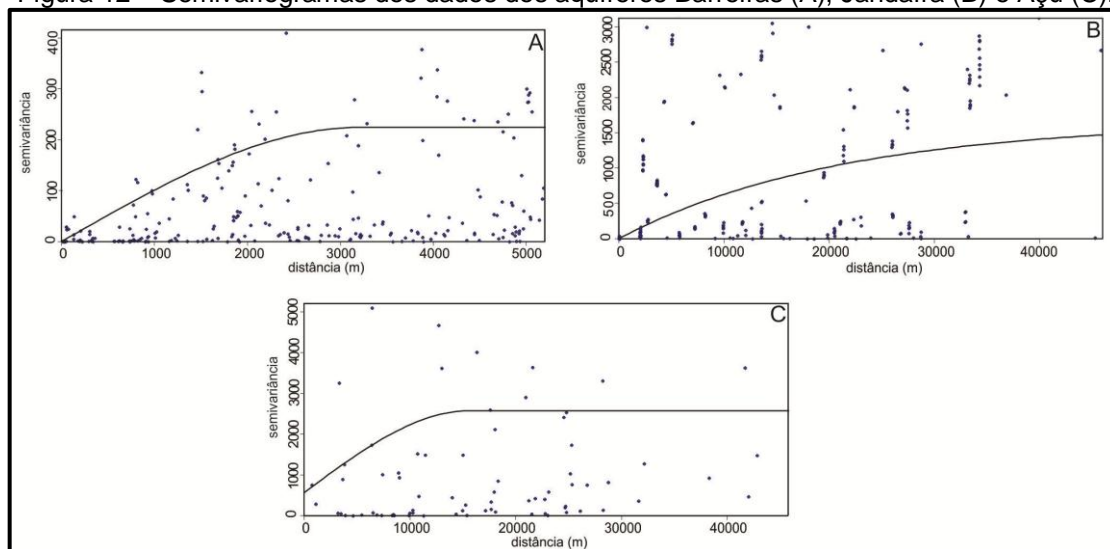 Figura 12 – Semivariogramas dos dados dos aquíferos Barreiras (A), Jandaíra (B) e Açu (C).
A
semivariância
0 100 200 300 400
0 1000 2000 3000 4000 5000
distância (m)
B
semivariância
0 500 1000 1500 2000 2500 3000
0 10000 20000 30000 40000
distância (m)
C
semivariância
0 1000 2000 3000 4000 5000
0 10000 20000 30000 40000
distância (m)